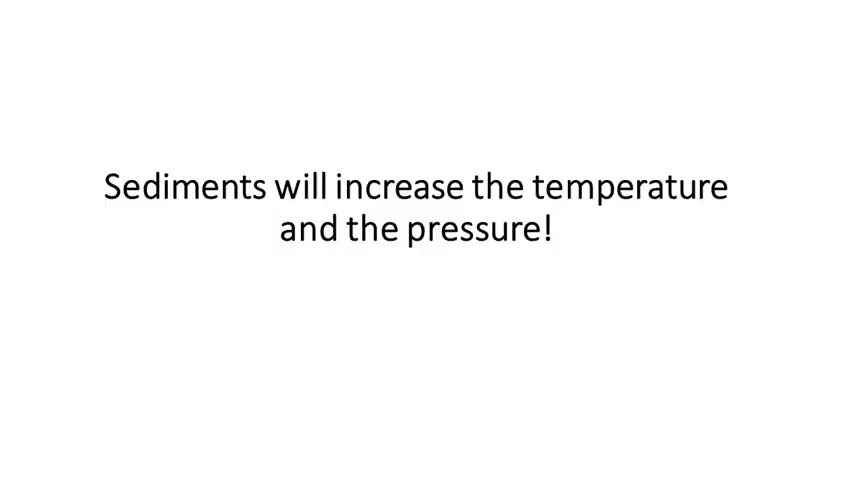 Sediments will increase the temperature
and the pressure!